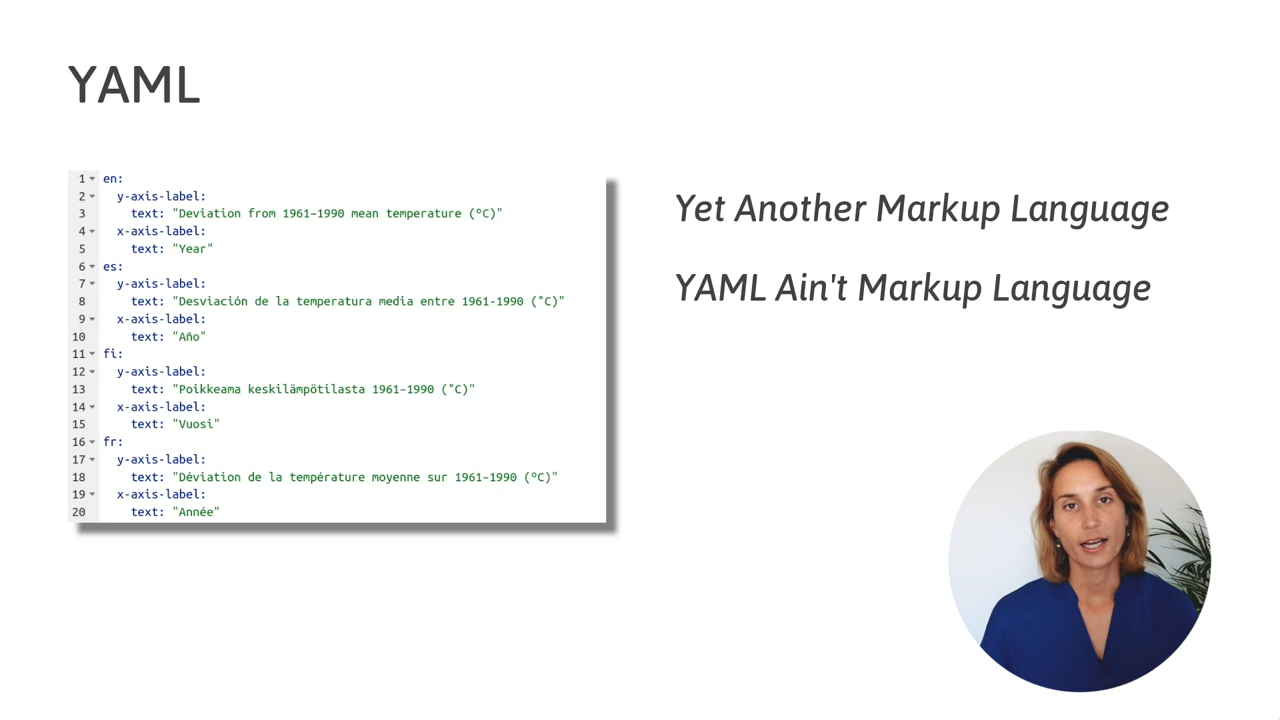 YAML
1 en:
2 y-axis-label:
3 text: "Deviation from 1961–1990 mean temperature (ºC)"
4 x-axis-label:
5 text: "Year"
6 es:
7 y-axis-label:
8 text: "Desviación de la temperatura media entre 1961-1990 (˚C)"
9 x-axis-label:
10 text: "Año"
11 fi:
12 y-axis-label:
13 text: "Poikkeama keskilämpötilasta 1961–1990 (˚C)"
14 x-axis-label:
15 text: "Vuosi"
16 fr:
17 y-axis-label:
18 text: "Déviation de la température moyenne sur 1961–1990 (ºC)"
19 x-axis-label:
20 text: "Année"
Yet Another Markup Language
YAML Ain't Markup Language